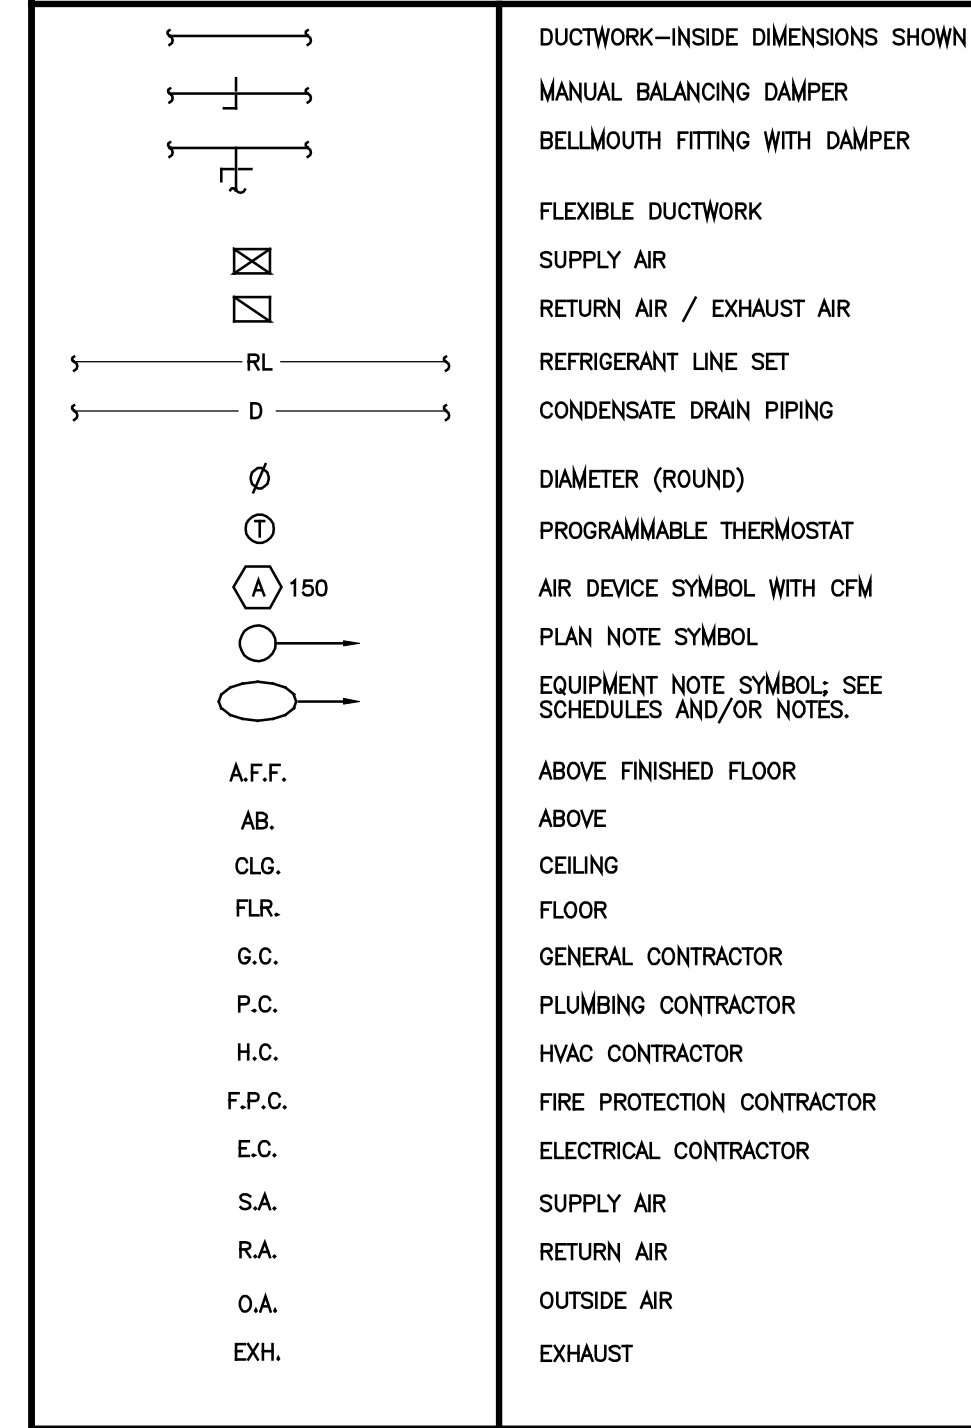 DUCTWORK-INSIDE DIMENSIONS SHOWN
MANUAL BALANCING DAMPER
BELLMOUTH FITTING WITH DAMPER
FLEXIBLE DUCTWORK
SUPPLY AIR
RETURN AIR / EXHAUST AIR
RL REFRIGERANT LINE SET
D CONDENSATE DRAIN PIPING
Ø DIAMETER (ROUND)
T PROGRAMMABLE THERMOSTAT
A 150 AIR DEVICE SYMBOL WITH CFM
PLAN NOTE SYMBOL
EQUIPMENT NOTE SYMBOL; SEE
SCHEDULES AND/OR NOTES.
A.F.F. ABOVE FINISHED FLOOR
AB. ABOVE
CLG. CEILING
FLR. FLOOR
G.C. GENERAL CONTRACTOR
P.C. PLUMBING CONTRACTOR
H.C. HVAC CONTRACTOR
F.P.C. FIRE PROTECTION CONTRACTOR
E.C. ELECTRICAL CONTRACTOR
S.A. SUPPLY AIR
R.A. RETURN AIR
O.A. OUTSIDE AIR
EXH. EXHAUST